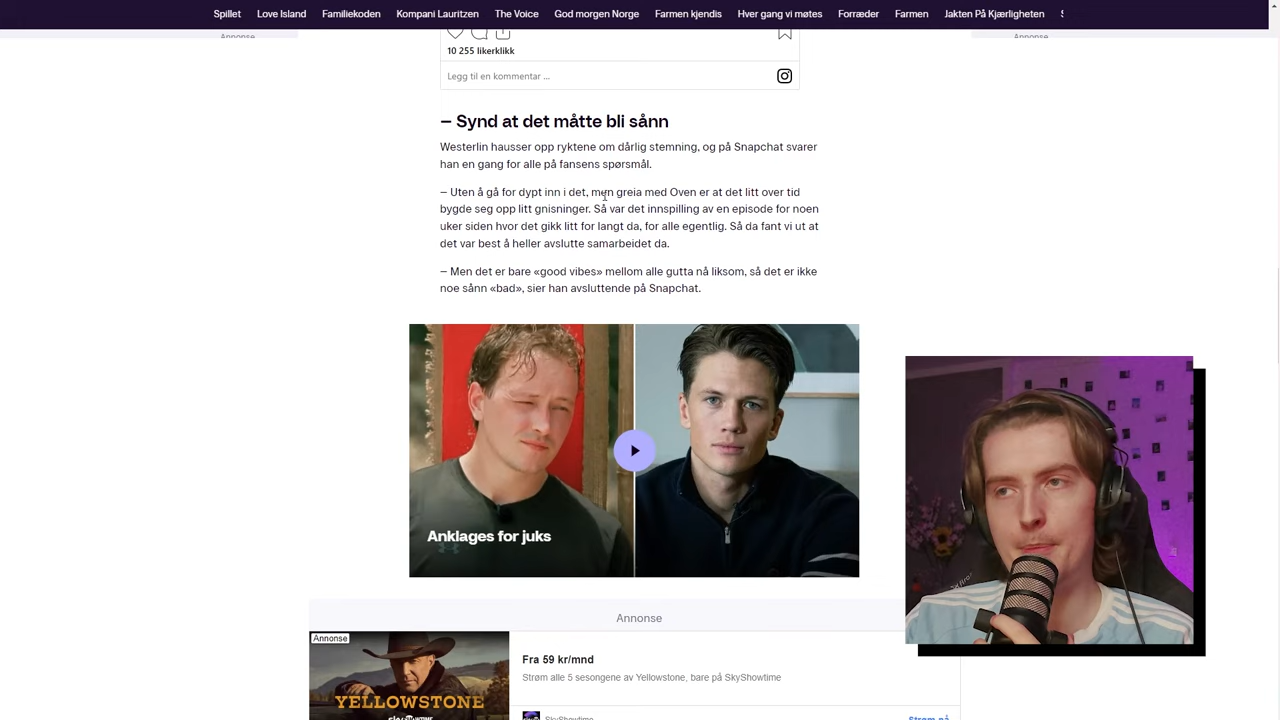 Spillet Love Island Familiekoden Kompani Lauritzen The Voice God morgen Norge Farmen kjendis Hver gang vi møtes Forræder Farmen Jakten På Kjærligheten
Annonse Annonse
10 255 likerklikk
Legg til en kommentar ...
– Synd at det måtte bli sånn
Westerlin hausser opp ryktene om dårlig stemning, og på Snapchat svarer
han en gang for alle på fansens spørsmål.
– Uten å gå for dypt inn i det, men greia med Oven er at det litt over tid
bygde seg opp litt gnisninger. Så var det innspilling av en episode for noen
uker siden hvor det gikk litt for langt da, for alle egentlig. Så da fant vi ut at
det var best å heller avslutte samarbeidet da.
– Men det er bare «good vibes» mellom alle gutta nå liksom, så det er ikke
noe sånn «bad», sier han avsluttende på Snapchat.
Anklages for juks
Annonse
Annonse
YELLOWSTONE
Fra 59 kr/mnd
Strøm alle 5 sesongene av Yellowstone, bare på SkyShowtime
SkyShowtime
Strøm nå